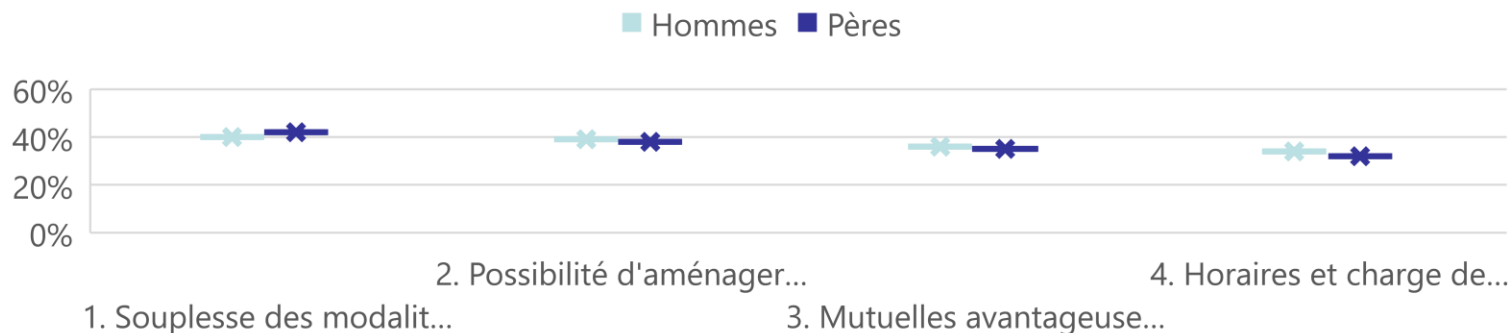 Hommes Pères
60%
40%
20%
0%
2. Possibilité d'aménager...
4. Horaires et charge de...
1. Souplesse des modalit...
3. Mutuelles avantageuse...